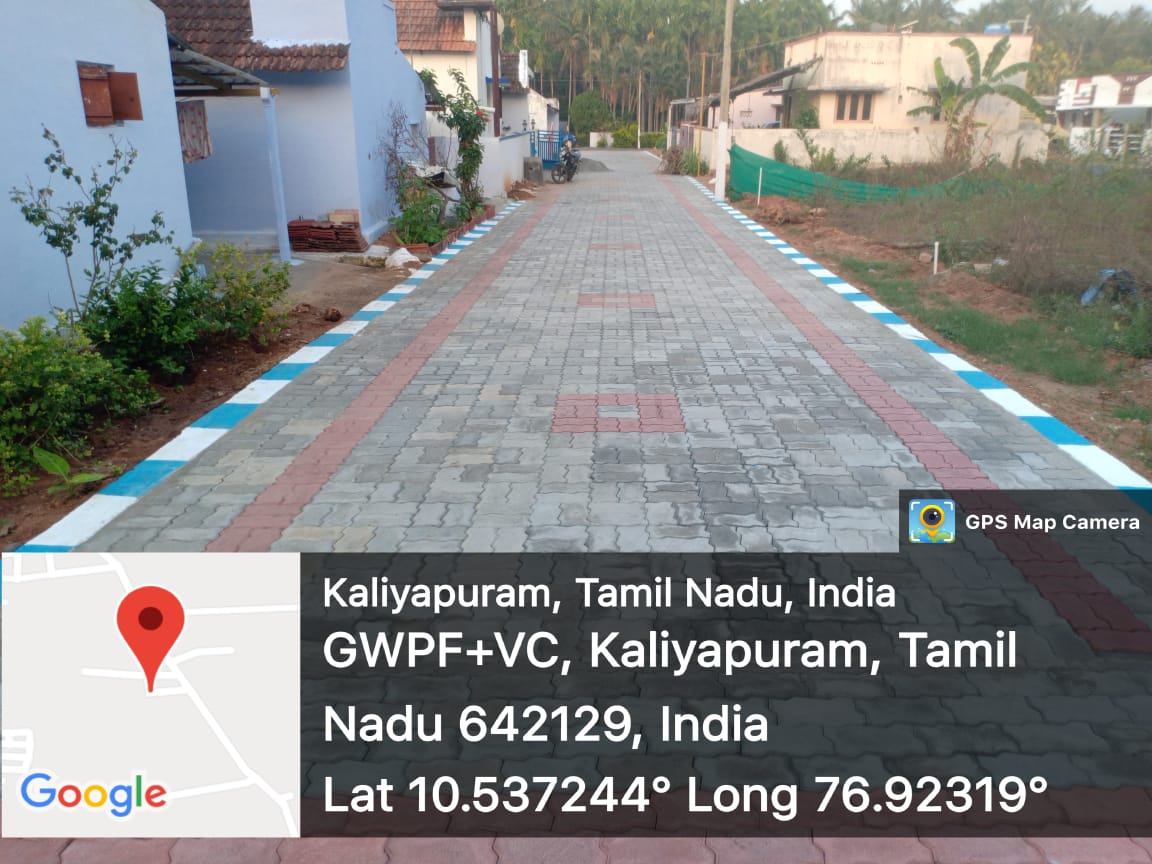 GPS Map Camera
Kaliyapuram, Tamil Nadu, India
GWPF+VC, Kaliyapuram, Tamil
Nadu 642129, India
Lat 10.537244° Long 76.92319°
Google